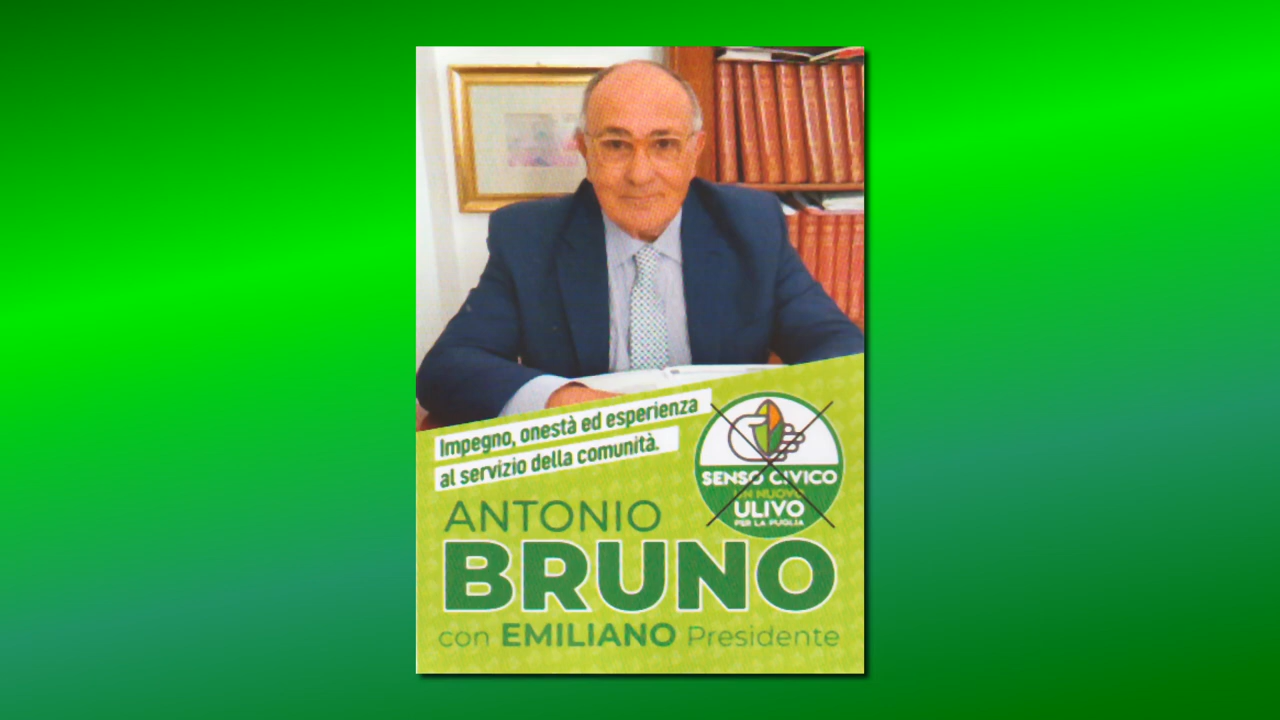 Impegno, onestà ed esperienza
al servizio della comunità.
SENSO CIVICO
UN NUOVO
ULIVO
PER LA PUGLIA
ANTONIO
BRUNO
con EMILIANO Presidente